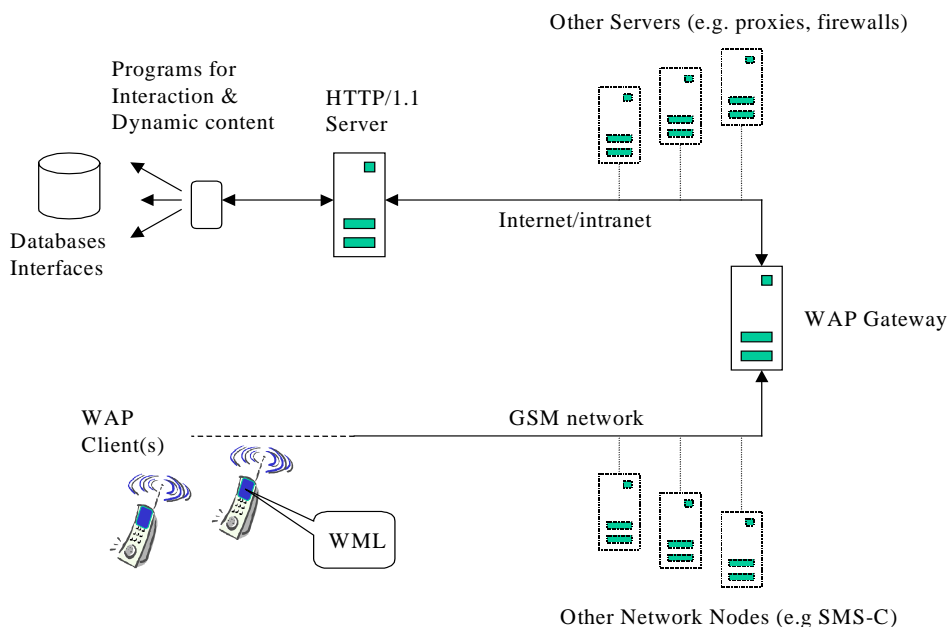 Other Servers (e.g. proxies, firewalls)
Programs for
Interaction &
Dynamic content
HTTP/1.1
Server
Internet/intranet
Databases
Interfaces
WAP Gateway
GSM network
WAP
Client(s)
WML
Other Network Nodes (e.g SMS-C)